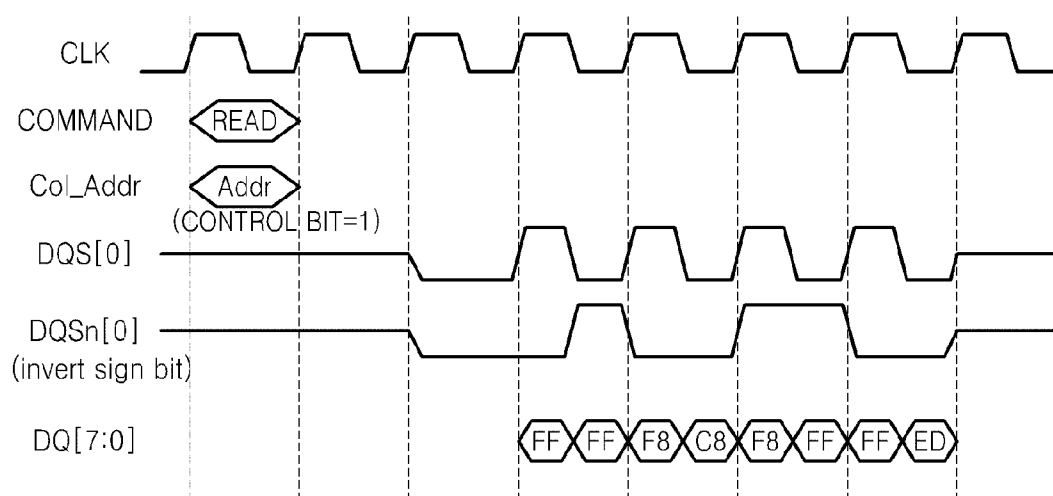 CLK
COMMAND READ
Col_Addr Addr
(CONTROL BIT=1)
DQS[0]
DQSn[0]
(invert sign bit)
DQ[7:0] FF FF F8 C8 F8 FF FF ED